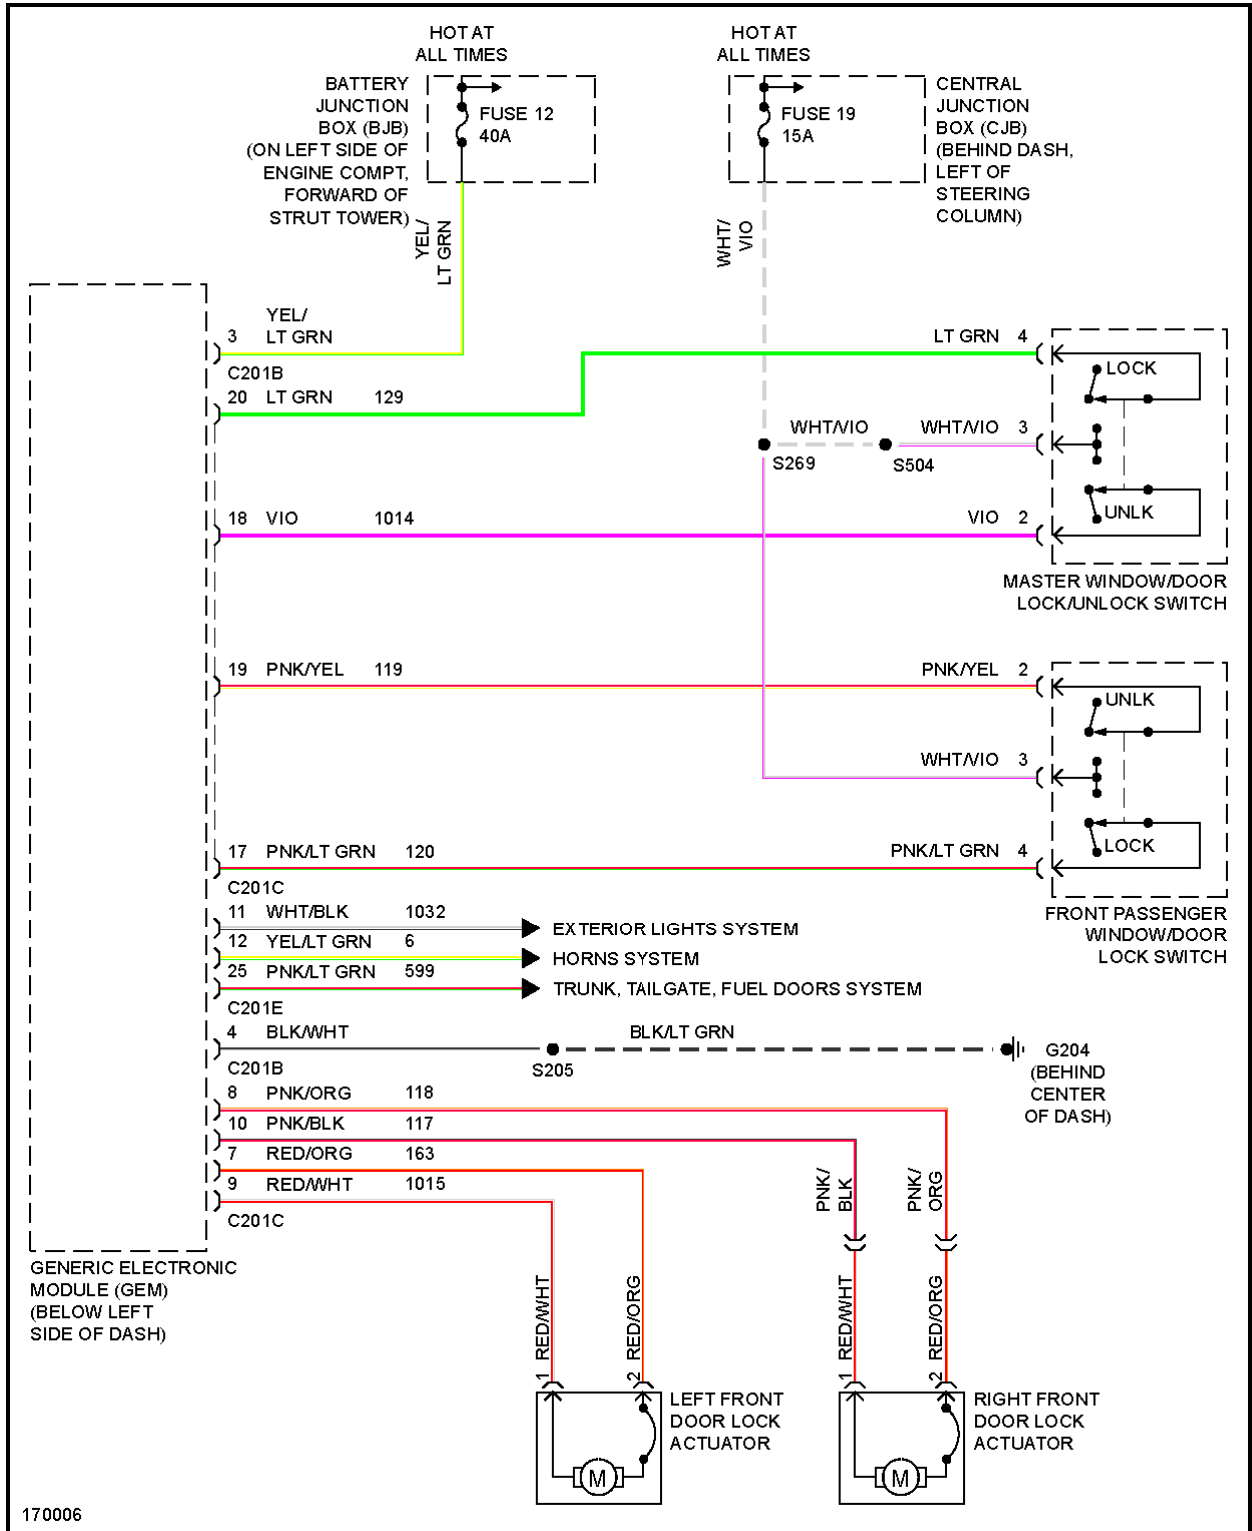 HOT AT
ALL TIMES
HOT AT
ALL TIMES
BATTERY
JUNCTION
BOX (BJB)
(ON LEFT SIDE OF
ENGINE COMPT,
FORWARD OF
STRUT TOWER)
FUSE 12
40A
FUSE 19
15A
CENTRAL
JUNCTION
BOX (CJB)
(BEHIND DASH,
LEFT OF
STEERING
COLUMN)
YEL/
LT GRN
WHT/
VIO
3 YEL/
LT GRN
C201B
20 LT GRN 129
LT GRN 4
LOCK
WHT/VIO
WHT/VIO 3
S269
S504
18 VIO 1014
VIO 2
UNLK
MASTER WINDOW/DOOR
LOCK/UNLOCK SWITCH
19 PNK/YEL 119
PNK/YEL 2
UNLK
WHT/VIO 3
17 PNK/LT GRN 120
PNK/LT GRN 4
LOCK
C201C
FRONT PASSENGER
WINDOW/DOOR
LOCK SWITCH
11 WHT/BLK 1032
EXTERIOR LIGHTS SYSTEM
12 YEL/LT GRN 6
HORNS SYSTEM
25 PNK/LT GRN 599
TRUNK, TAILGATE, FUEL DOORS SYSTEM
C201E
4 BLK/WHT
BLK/LT GRN
S205
G204
(BEHIND
CENTER
OF DASH)
C201B
8 PNK/ORG 118
10 PNK/BLK 117
7 RED/ORG 163
9 RED/WHT 1015
C201C
PNK/
BLK
PNK/
ORG
GENERIC ELECTRONIC
MODULE (GEM)
(BELOW LEFT
SIDE OF DASH)
1 RED/WHT
2 RED/ORG
1 RED/WHT
2 RED/ORG
LEFT FRONT
DOOR LOCK
ACTUATOR
M
RIGHT FRONT
DOOR LOCK
ACTUATOR
M
170006